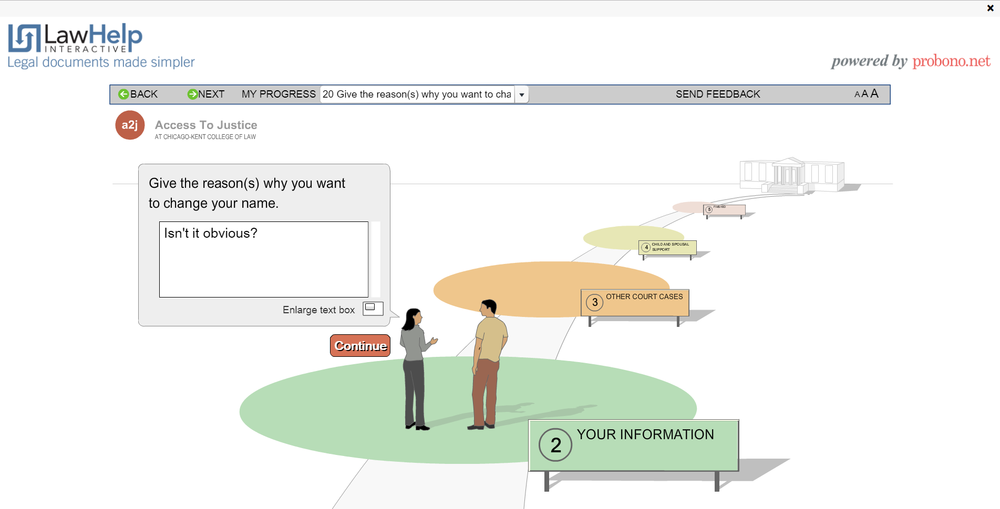 LawHelp
INTERACTIVE
Legal documents made simpler
powered by probono.net
BACK
NEXT
MY PROGRESS
20 Give the reason(s) why you want to cha
SEND FEEDBACK
A A A
a2j
Access To Justice
AT CHICAGO-KENT COLLEGE OF LAW
Give the reason(s) why you want
to change your name.
Isn't it obvious?
Enlarge text box
Continue
5
FINISHED
4
CHILD AND SPOUSAL
SUPPORT
3
OTHER COURT CASES
2
YOUR INFORMATION